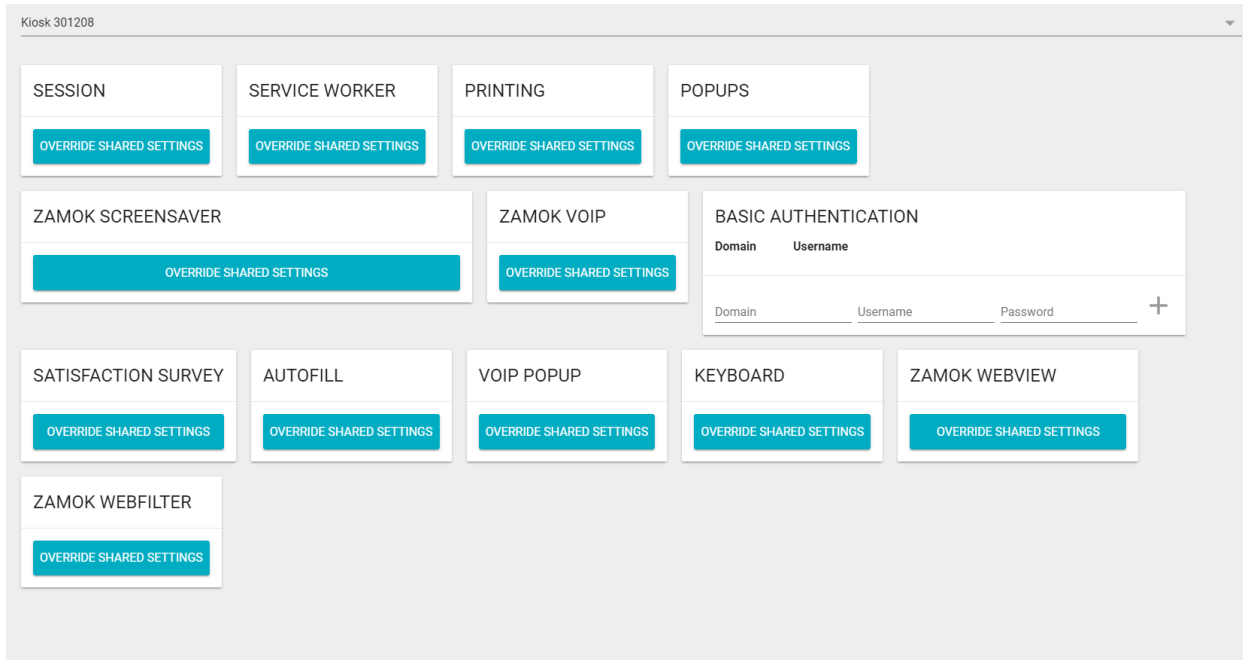 Kiosk 301208
SESSION
SERVICE WORKER
PRINTING
POPUPS
OVERRIDE SHARED SETTINGS
OVERRIDE SHARED SETTINGS
OVERRIDE SHARED SETTINGS
OVERRIDE SHARED SETTINGS
ZAMOK SCREENSAVER
OVERRIDE SHARED SETTINGS
ZAMOK VOIP
OVERRIDE SHARED SETTINGS
BASIC AUTHENTICATION
Domain Username
Domain Username Password
SATISFACTION SURVEY
AUTOFILL
VOIP POPUP
KEYBOARD
ZAMOK WEBVIEW
OVERRIDE SHARED SETTINGS
OVERRIDE SHARED SETTINGS
OVERRIDE SHARED SETTINGS
OVERRIDE SHARED SETTINGS
OVERRIDE SHARED SETTINGS
ZAMOK WEBFILTER
OVERRIDE SHARED SETTINGS